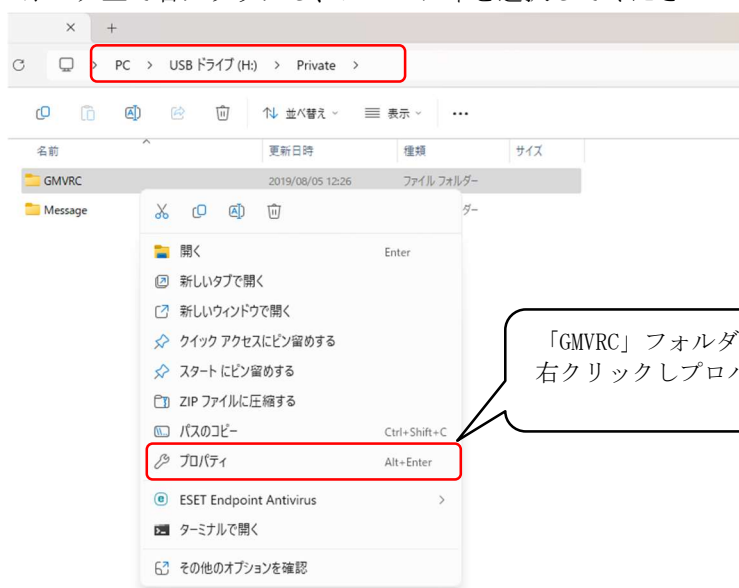 PC > USB ドライブ (H:) > Private >
並べ替え
表示
名前
更新日時
種類
サイズ
GMVRC
2019/08/05 12:26
ファイル フォルダー
Message
ダー
開く
Enter
新しいタブで開く
新しいウィンドウで開く
クイック アクセスにピン留めする
スタート にピン留めする
ZIP ファイルに圧縮する
パスのコピー
Ctrl+Shift+C
プロパティ
Alt+Enter
ESET Endpoint Antivirus
ターミナルで開く
その他のオプションを確認
「GMVRC」フォルダ
右クリックしプロパ